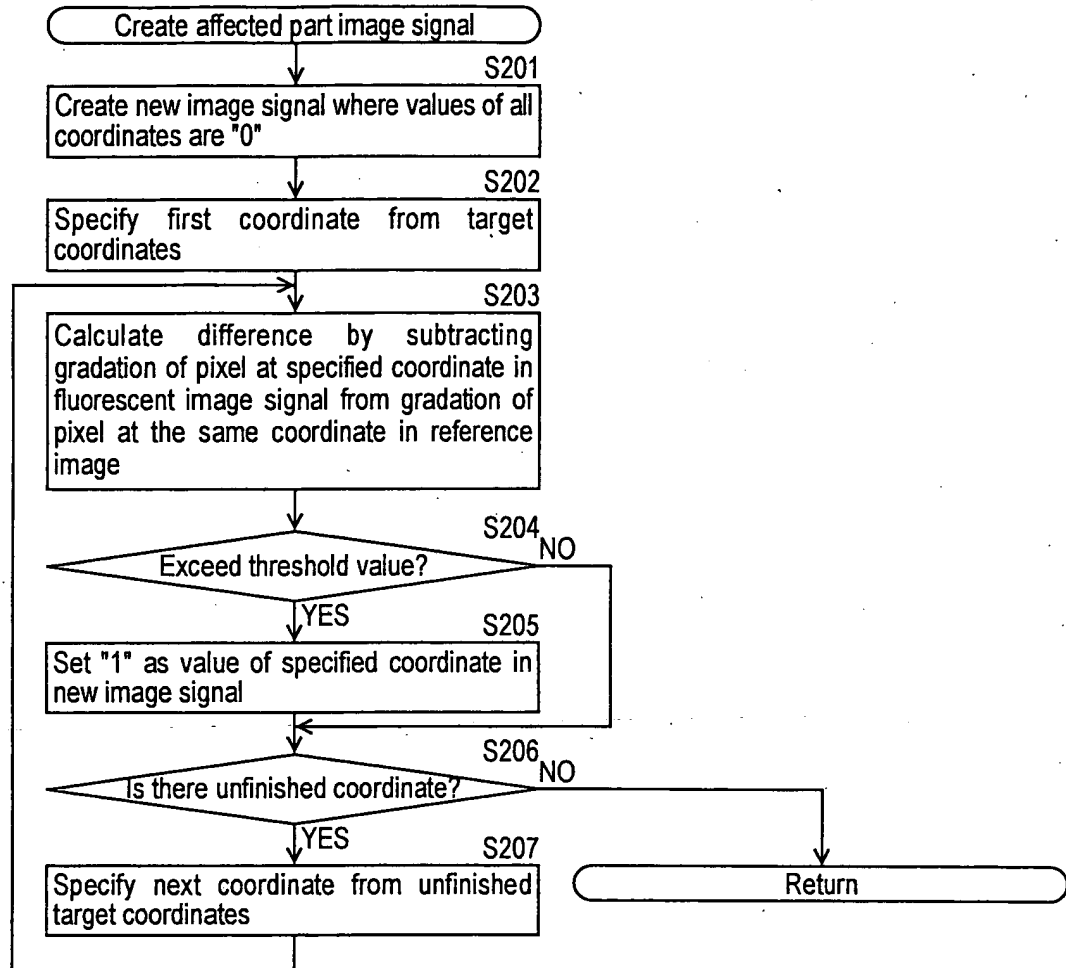 Create affected part image signal
S201
Create new image signal where values of all
coordinates are "0"
S202
Specify first coordinate from target
coordinates
S203
Calculate difference by subtracting
gradation of pixel at specified coordinate in
fluorescent image signal from gradation of
pixel at the same coordinate in reference
image
S204
Exceed threshold value?
NO
YES
S205
Set "1" as value of specified coordinate in
new image signal
S206
Is there unfinished coordinate?
NO
YES
S207
Specify next coordinate from unfinished
target coordinates
Return